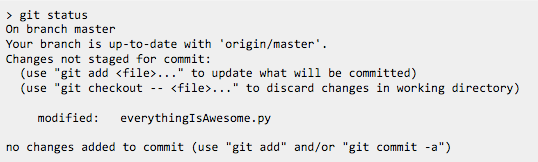 > git status
On branch master
Your branch is up-to-date with 'origin/master'.
Changes not staged for commit:
(use "git add <file>..." to update what will be committed)
(use "git checkout -- <file>..." to discard changes in working directory)
modified: everythingIsAwesome.py
no changes added to commit (use "git add" and/or "git commit -a")